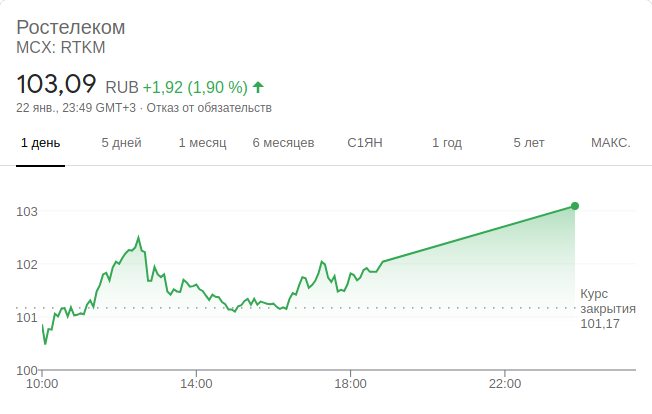 Ростелеком
MCX: RTKM
103,09 RUB +1,92 (1,90 %)
22 янв., 23:49 GMT+3 · Отказ от обязательств
1 день 5 дней 1 месяц 6 месяцев С1ЯН 1 год 5 лет МАКС.
103
102
101
100
Курс
закрытия
101,17
10:00 14:00 18:00 22:00